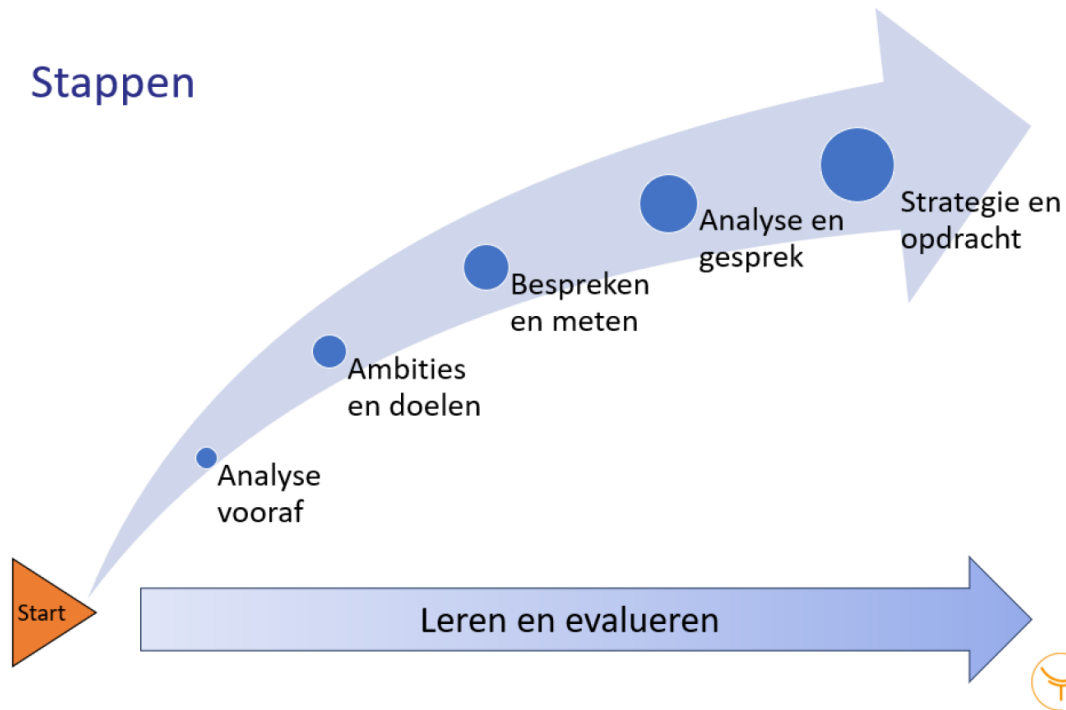 Stappen
Strategie en
opdracht
Analyse en
gesprek
Bespreken
en meten
Ambities
en doelen
Analyse
vooraf
Start
Leren en evalueren